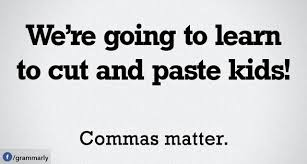 We're going to learn
to cut and paste kids!
Commas matter.
f/grammarly